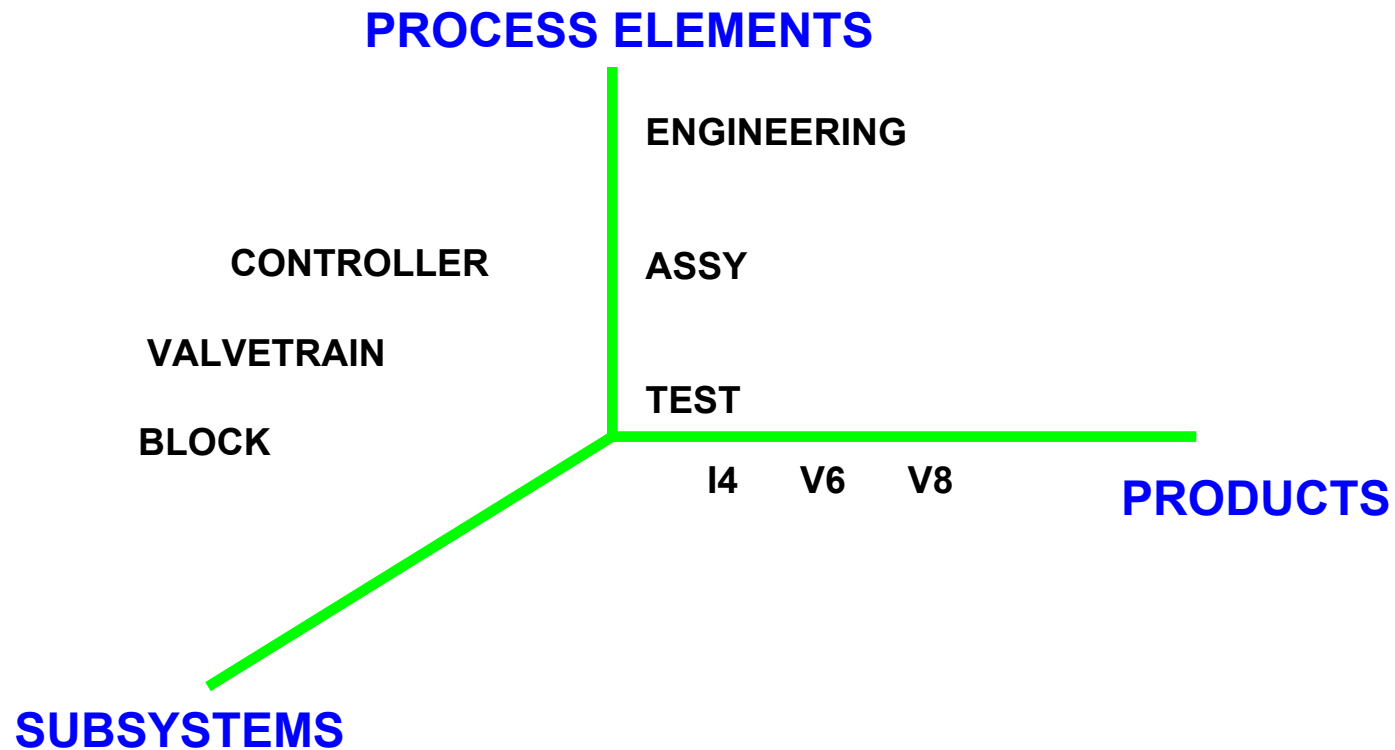 PROCESS ELEMENTS
ENGINEERING
CONTROLLER
ASSY
VALVETRAIN
TEST
BLOCK
I4 V6 V8
PRODUCTS
SUBSYSTEMS